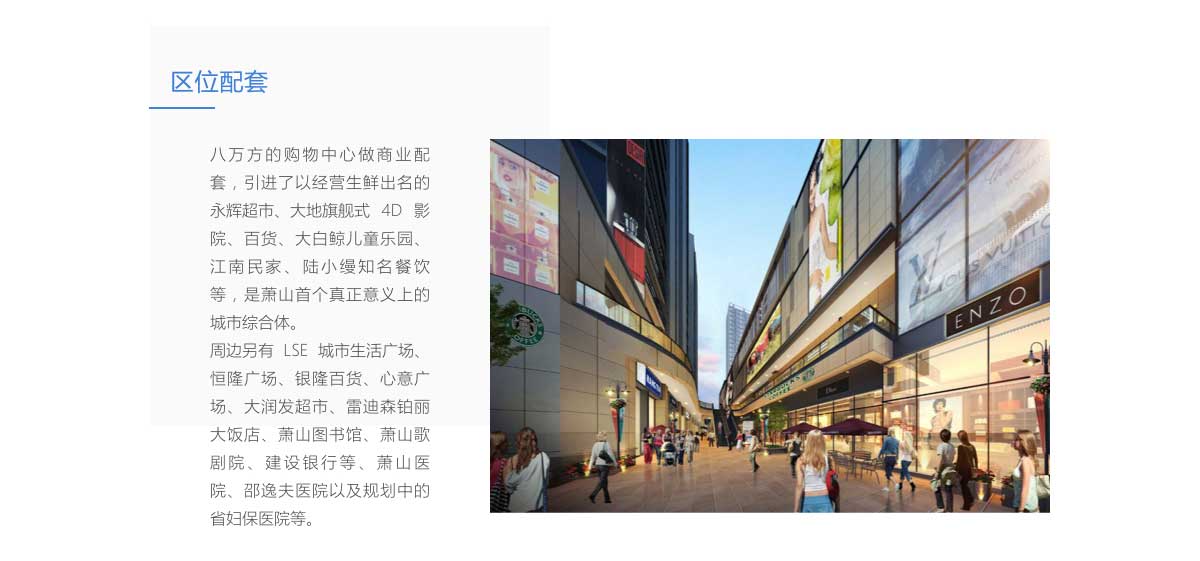 区位配套
八万方的购物中心做商业配
套，引进了以经营生鲜出名的
永辉超市、大地旗舰式 4D 影
院、百货、大白鲸儿童乐园、
江南民家、陆小缦知名餐饮
等，是萧山首个真正意义上的
城市综合体。
周边另有 LSE 城市生活广场、
恒隆广场、银隆百货、心意广
场、大润发超市、雷迪森铂丽
大饭店、萧山图书馆、萧山歌
剧院、建设银行等、萧山医
院、邵逸夫医院以及规划中的
省妇保医院等。
ENZO